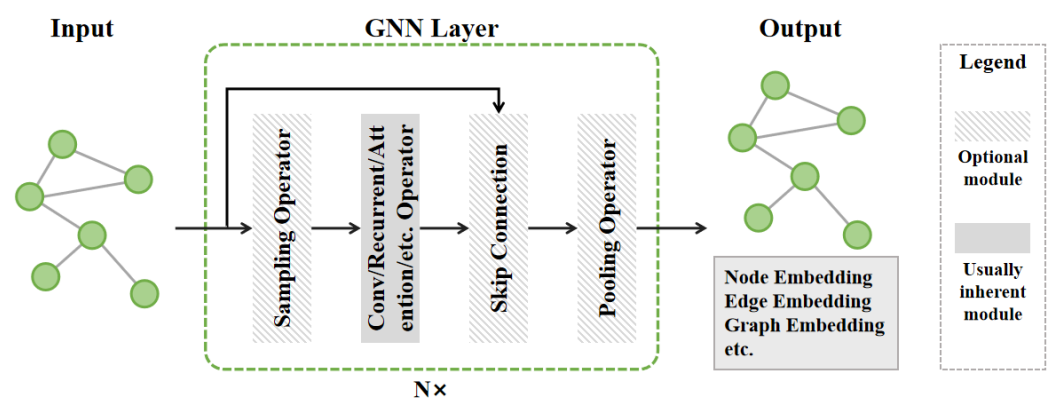 Input
GNN Layer
Output
Legend
Sampling Operator
Conv/Recurrent/Att
ention/etc. Operator
Skip Connection
Pooling Operator
N×
Node Embedding
Edge Embedding
Graph Embedding
etc.
Optional
module
Usually
inherent
module